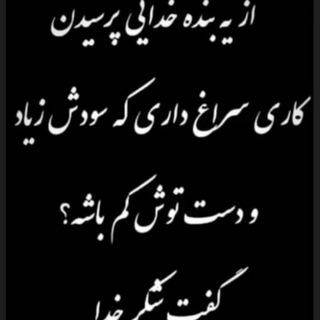 از یه بنده خدایی پرسیدن
کاری سراغ داری که سودش زیاد
و دست توش کم باشه؟
گفت شکر خدا